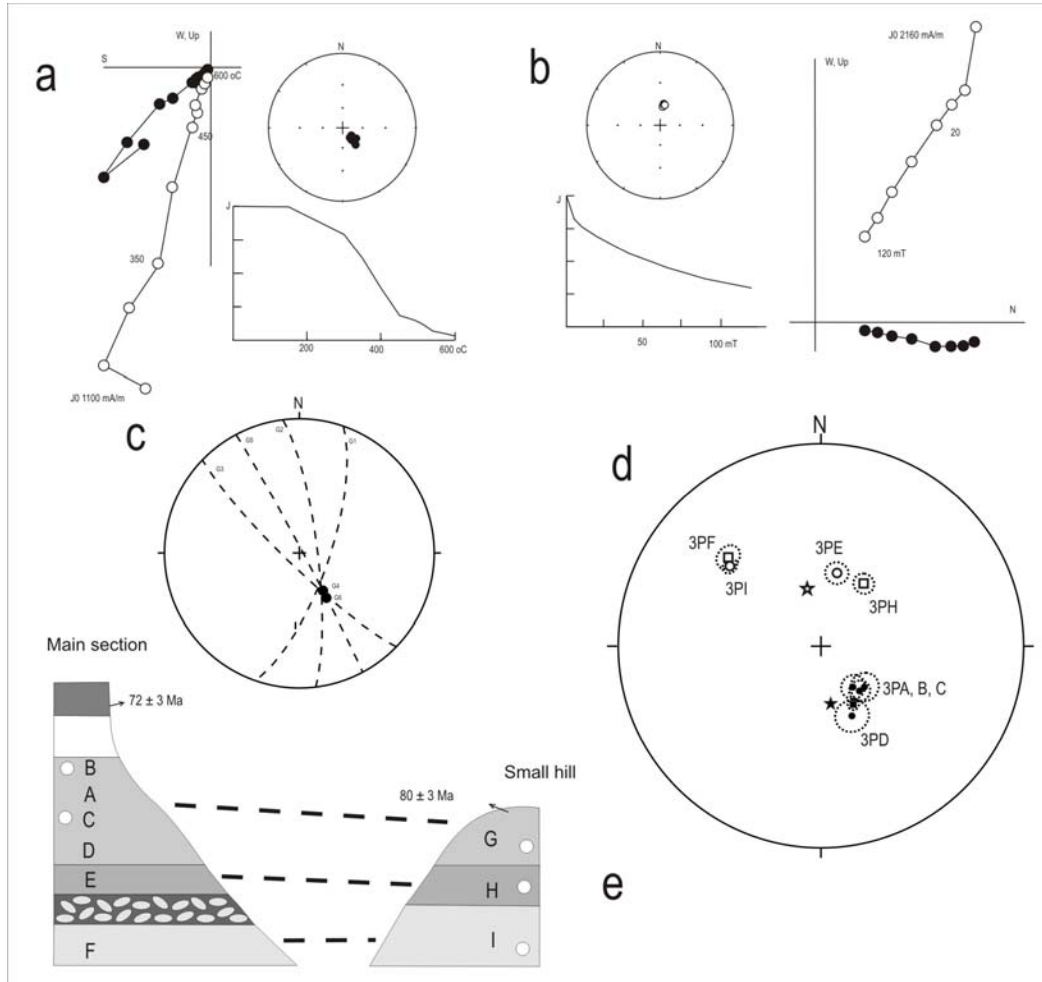 a
W, Up
S
600 oC
450
350
J0 1100 mA/m
N
J
200
400
600 oC
b
N
J
50
100 mT
J0 2160 mA/m
W, Up
20
120 mT
N
c
N
G3
G2
G1
G4
d
N
3PF
3PI
3PE
3PH
3PA, B, C
3PD
e
Main section
72 ± 3 Ma
B
A
C
D
E
F
Small hill
80 ± 3 Ma
G
H
I